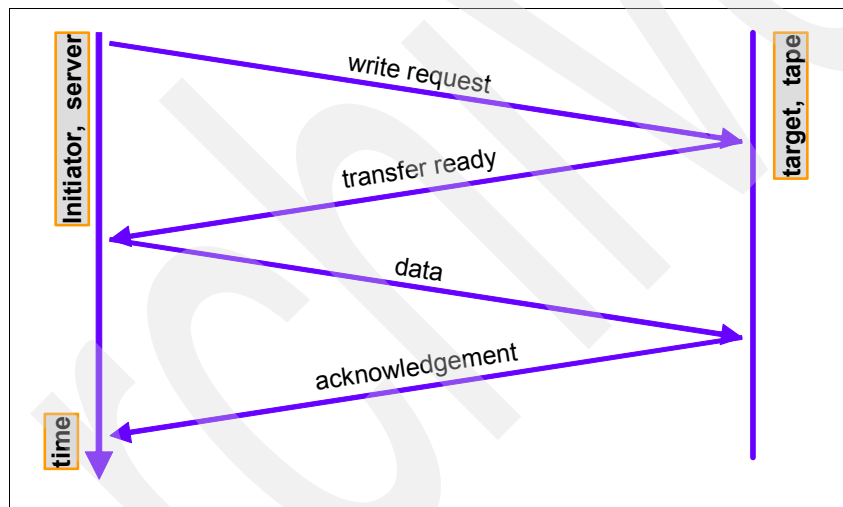 Initiator, server
target, tape
write request
transfer ready
data
acknowledgement
time